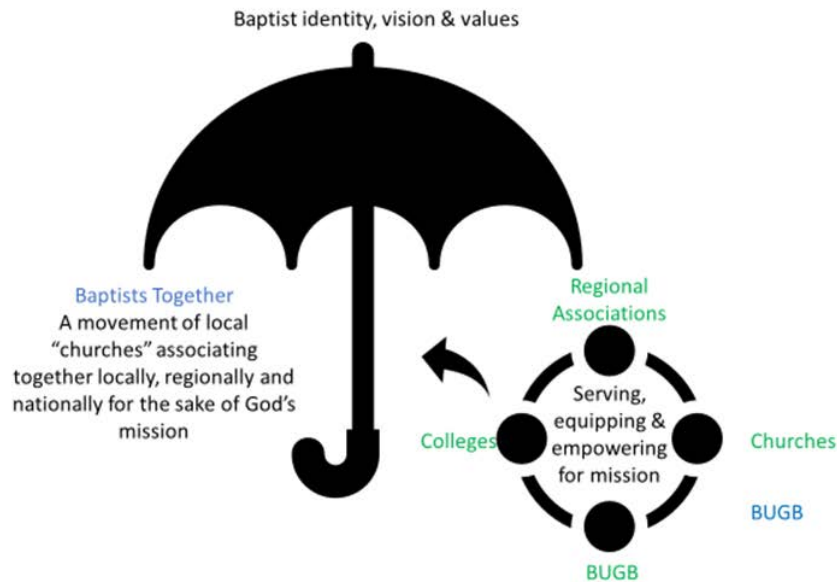 Baptist identity, vision & values
Baptists Together
A movement of local
“churches” associating
together locally, regionally and
nationally for the sake of God’s
mission
Regional
Associations
Serving,
equipping &
empowering
for mission
Colleges
Churches
BUGB
BUGB